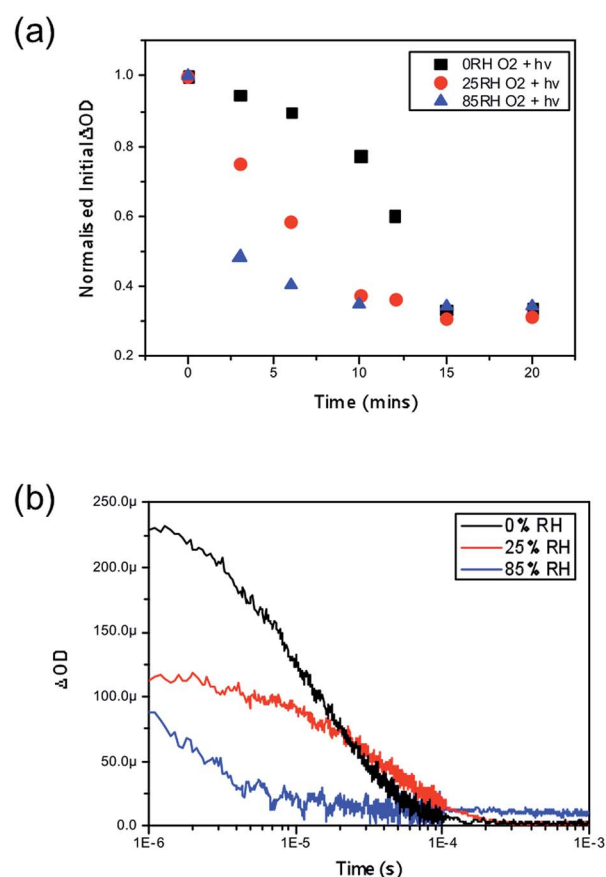 (a)
0RH O2 + hv
25RH O2 + hv
85RH O2 + hv
1.0
0.8
0.6
0.4
0.2
Normalised Initial ΔOD
0 5 10 15 20
Time (mins)
(b)
250.0µ
200.0µ
150.0µ
100.0µ
50.0µ
0.0
ΔOD
0% RH
25% RH
85% RH
1E-6 1E-5 1E-4 1E-3
Time (s)